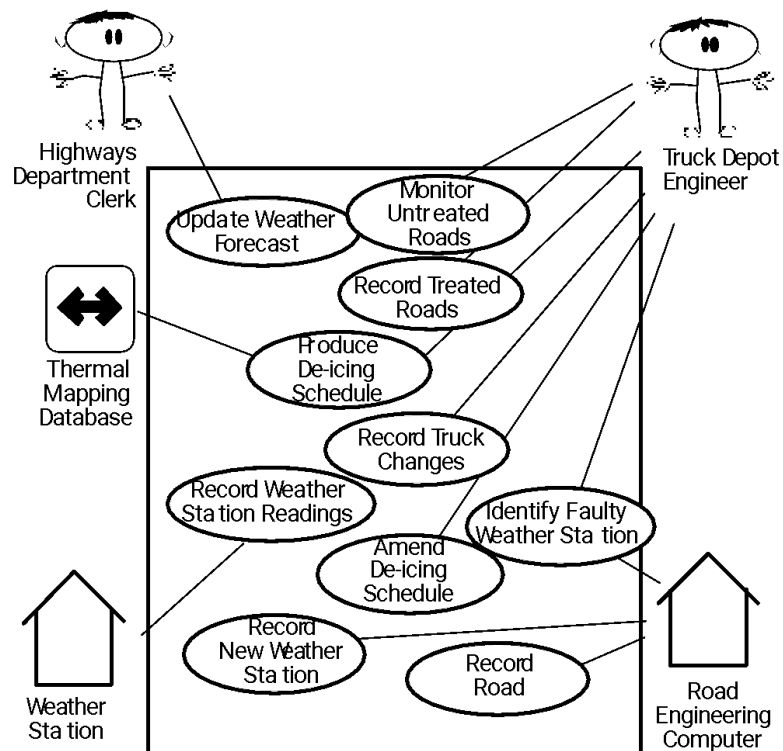 Highways
Department
Clerk
Truck Depot
Engineer
Monitor
Untreated
Roads
Update Weather
Forecast
Record Treated
Roads
Thermal
Mapping
Database
Produce
De-icing
Schedule
Record Truck
Changes
Record Weather
Station Readings
Identify Faulty
Weather Station
Amend
De-icing
Schedule
Record
New Weather
Station
Record
Road
Weather
Station
Road
Engineering
Computer